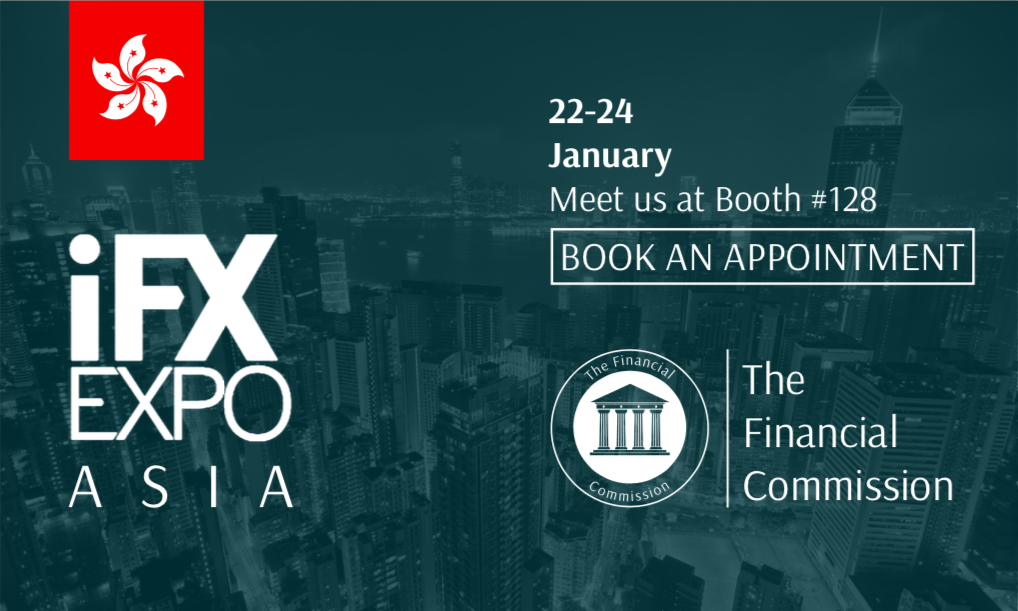 iFX
EXPO
ASIA
22-24
January
Meet us at Booth #128
BOOK AN APPOINTMENT
The Financial
Commission
The
Financial
Commission